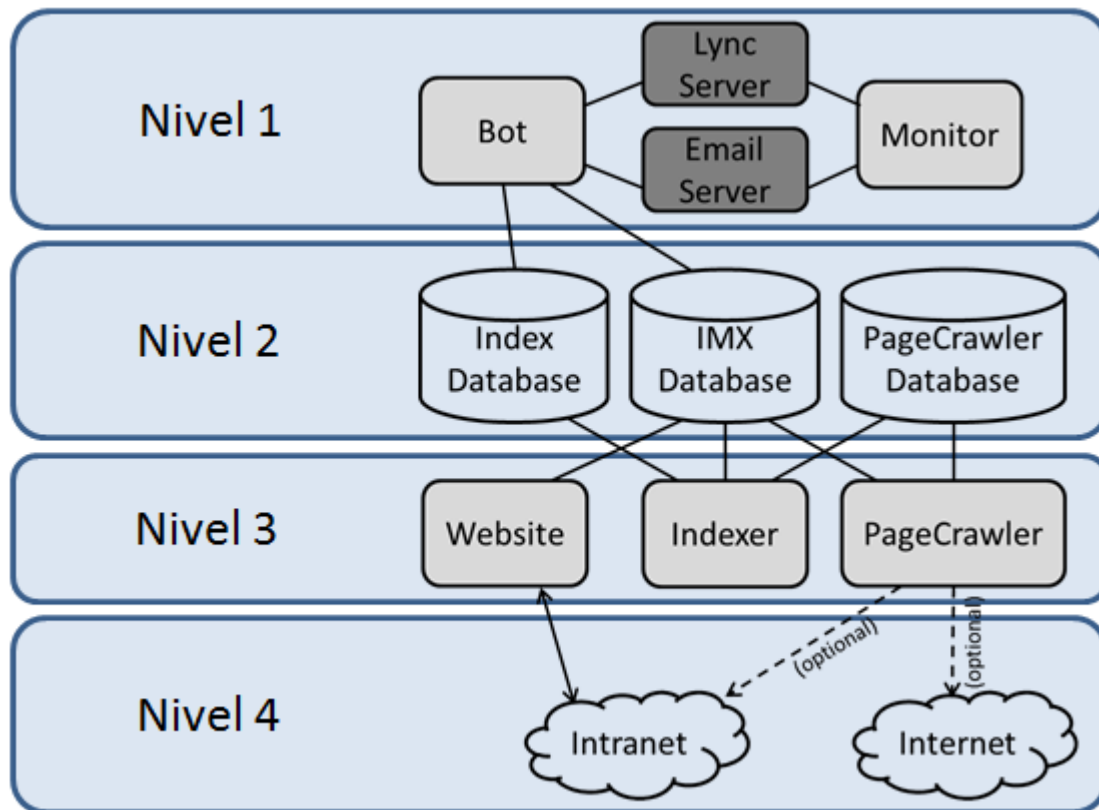 Nivel 1
Bot
Lync
Server
Email
Server
Monitor
Nivel 2
Index
Database
IMX
Database
PageCrawler
Database
Nivel 3
Website
Indexer
PageCrawler
(optional)
(optional)
Nivel 4
Intranet
Internet